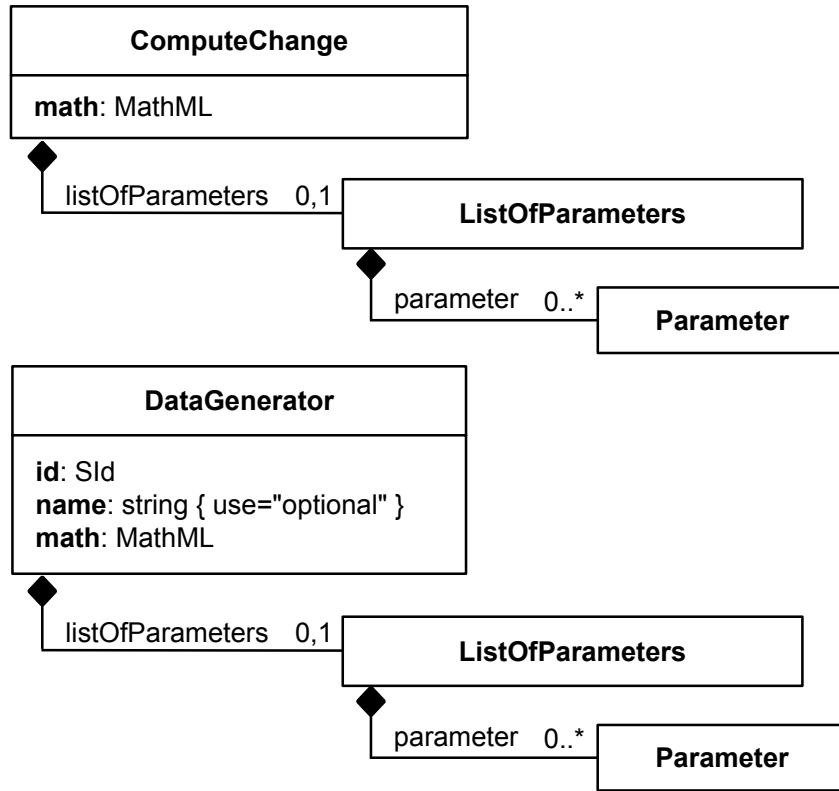 ComputeChange
math: MathML
listOfParameters 0,1
ListOfParameters
parameter 0..*
Parameter
DataGenerator
id: SId
name: string { use="optional" }
math: MathML
listOfParameters 0,1
ListOfParameters
parameter 0..*
Parameter